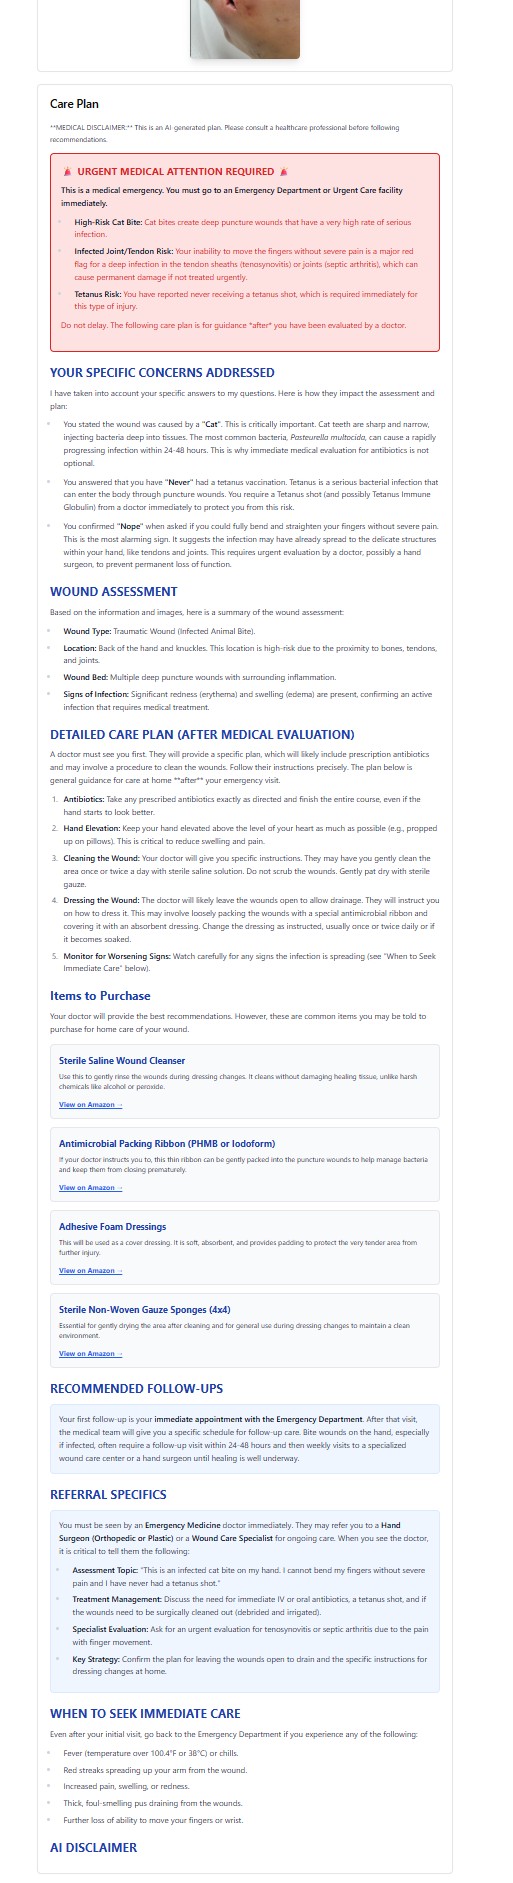 Care Plan
**MEDICAL DISCLAIMER:** This is an AI generated plan. Please consult a healthcare professional before following
recommendations.
URGENT MEDICAL ATTENTION REQUIRED
This is a medical emergency. You must go to an Emergency Department or Urgent Care facility
immediately.
High-Risk Cat Bite: Cat bites create deep puncture wounds that have a very high rate of serious
infection.
Infected Joint/Tendon Risk: Your inability to move the fingers without severe pain is a major red
flag for a deep infection in the tendon sheaths (tenosynovitis) or joints (septic arthritis), which can
cause permanent damage if not treated urgently.
Tetanus Risk: You have reported never receiving a tetanus shot, which is required immediately for
this type of injury.
Do not delay. The following care plan is for guidance *after* you have been evaluated by a doctor.
YOUR SPECIFIC CONCERNS ADDRESSED
I have taken into account your specific answers to my questions. Here is how they impact the assessment and
plan:
You stated the wound was caused by a "Cat". This is critically important. Cat teeth are sharp and narrow,
injecting bacteria deep into tissues. The most common bacteria, Pasteurella multocida, can cause a rapidly
progressing infection within 24-48 hours. This is why immediate medical evaluation for antibiotics is not
optional.
You answered that you have "Never" had a tetanus vaccination. Tetanus is a serious bacterial infection that
can enter the body through puncture wounds. You require a Tetanus shot (and possibly Tetanus Immune
Globulin) from a doctor immediately to protect you from this risk.
You confirmed "Nope" when asked if you could fully bend and straighten your fingers without severe pain.
This is the most alarming sign. It suggests the infection may have already spread to the delicate structures
within your hand, like tendons and joints. This requires urgent evaluation by a doctor, possibly a hand
surgeon, to prevent permanent loss of function.
WOUND ASSESSMENT
Based on the information and images, here is a summary of the wound assessment:
Wound Type: Traumatic Wound (Infected Animal Bite).
Location: Back of the hand and knuckles. This location is high-risk due to the proximity to bones, tendons,
and joints.
Wound Bed: Multiple deep puncture wounds with surrounding inflammation.
Signs of Infection: Significant redness (erythema) and swelling (edema) are present, confirming an active
infection that requires medical treatment.
DETAILED CARE PLAN (AFTER MEDICAL EVALUATION)
A doctor must see you first. They will provide a specific plan, which will likely include prescription antibiotics
and may involve a procedure to clean the wounds. Follow their instructions precisely. The plan below is
general guidance for care at home **after** your emergency visit.
1. Antibiotics: Take any prescribed antibiotics exactly as directed and finish the entire course, even if the
hand starts to look better.
2. Hand Elevation: Keep your hand elevated above the level of your heart as much as possible (e.g., propped
up on pillows). This is critical to reduce swelling and pain.
3. Cleaning the Wound: Your doctor will give you specific instructions. They may have you gently clean the
area once or twice a day with sterile saline solution. Do not scrub the wounds. Gently pat dry with sterile
gauze.
4. Dressing the Wound: The doctor will likely leave the wounds open to allow drainage. They will instruct you
on how to dress it. This may involve loosely packing the wounds with a special antimicrobial ribbon and
covering it with an absorbent dressing. Change the dressing as instructed, usually once or twice daily or if
it becomes soaked.
5. Monitor for Worsening Signs: Watch carefully for any signs the infection is spreading (see "When to Seek
Immediate Care" below).
Items to Purchase
Your doctor will provide the best recommendations. However, these are common items you may be told to
purchase for home care of your wound.
Sterile Saline Wound Cleanser
Use this to gently rinse the wounds during dressing changes. It cleans without damaging healing tissue, unlike harsh
chemicals like alcohol or peroxide.
View on Amazon →
Antimicrobial Packing Ribbon (PHMB or Iodoform)
If your doctor instructs you to, this thin ribbon can be gently packed into the puncture wounds to help manage bacteria
and keep them from closing prematurely.
View on Amazon →
Adhesive Foam Dressings
This will be used as a cover dressing. It is soft, absorbent, and provides padding to protect the very tender area from
further injury.
View on Amazon →
Sterile Non-Woven Gauze Sponges (4x4)
Essential for gently drying the area after cleaning and for general use during dressing changes to maintain a clean
environment.
View on Amazon →
RECOMMENDED FOLLOW-UPS
Your first follow-up is your immediate appointment with the Emergency Department. After that visit,
the medical team will give you a specific schedule for follow-up care. Bite wounds on the hand, especially
if infected, often require a follow-up visit within 24-48 hours and then weekly visits to a specialized
wound care center or a hand surgeon until healing is well underway.
REFERRAL SPECIFICS
You must be seen by an Emergency Medicine doctor immediately. They may refer you to a Hand
Surgeon (Orthopedic or Plastic) or a Wound Care Specialist for ongoing care. When you see the doctor,
it is critical to tell them the following:
Assessment Topic: "This is an infected cat bite on my hand. I cannot bend my fingers without severe
pain and I have never had a tetanus shot."
Treatment Management: Discuss the need for immediate IV or oral antibiotics, a tetanus shot, and if
the wounds need to be surgically cleaned out (debrided and irrigated).
Specialist Evaluation: Ask for an urgent evaluation for tenosynovitis or septic arthritis due to the pain
with finger movement.
Key Strategy: Confirm the plan for leaving the wounds open to drain and the specific instructions for
dressing changes at home.
WHEN TO SEEK IMMEDIATE CARE
Even after your initial visit, go back to the Emergency Department if you experience any of the following:
Fever (temperature over 100.4°F or 38°C) or chills.
Red streaks spreading up your arm from the wound.
Increased pain, swelling, or redness.
Thick, foul-smelling pus draining from the wounds.
Further loss of ability to move your fingers or wrist.
AI DISCLAIMER